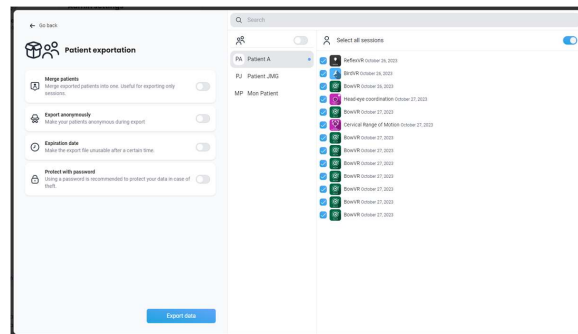 Go back
Patient exportation
Merge patients
Merge exported patients into one. Useful for exporting only
sessions.
Export anonymously
Make your patients anonymous during export
Expiration date
Make the export file unusable after a certain time.
Protect with password
Using a password is recommended to protect your data in case of
theft.
Export data
Search
PA Patient A
PJ Patient JMG
MP Mon Patient
Select all sessions
ReflexVR October 26, 2023
BirdVR October 26, 2023
BowVR October 26, 2023
Head-eye coordination October 27, 2023
BowVR October 27, 2023
Cervical Range of Motion October 27, 2023
BowVR October 27, 2023
BowVR October 27, 2023
BowVR October 27, 2023
BowVR October 27, 2023
BowVR October 27, 2023
BowVR October 27, 2023
BowVR October 27, 2023